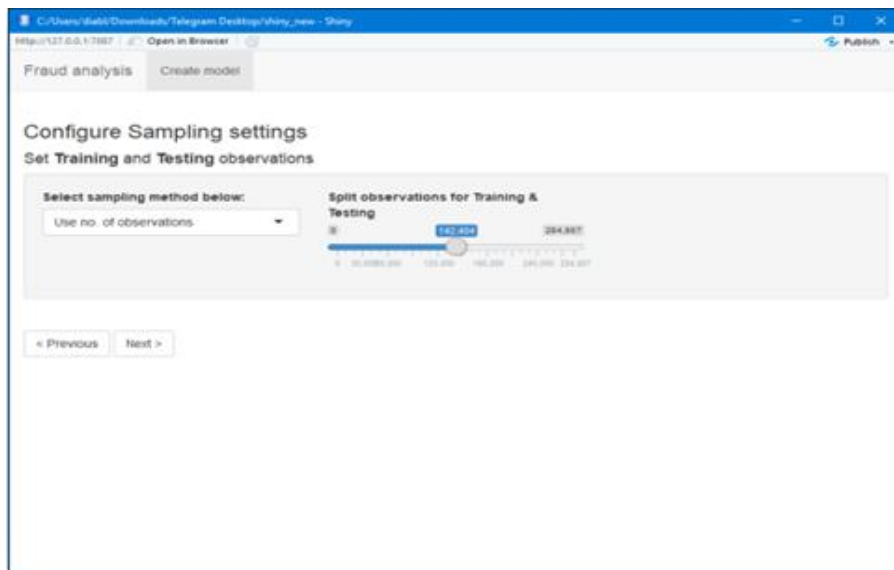 C:/Users/diabl/Downloads/Telegram Desktop/shiny_new - Shiny
Open in Browser
Publish
Fraud analysis Create model
Configure Sampling settings
Set Training and Testing observations
Select sampling method below:
Use no. of observations
Split observations for Training &
Testing
0 142,404 284,807
< Previous Next >